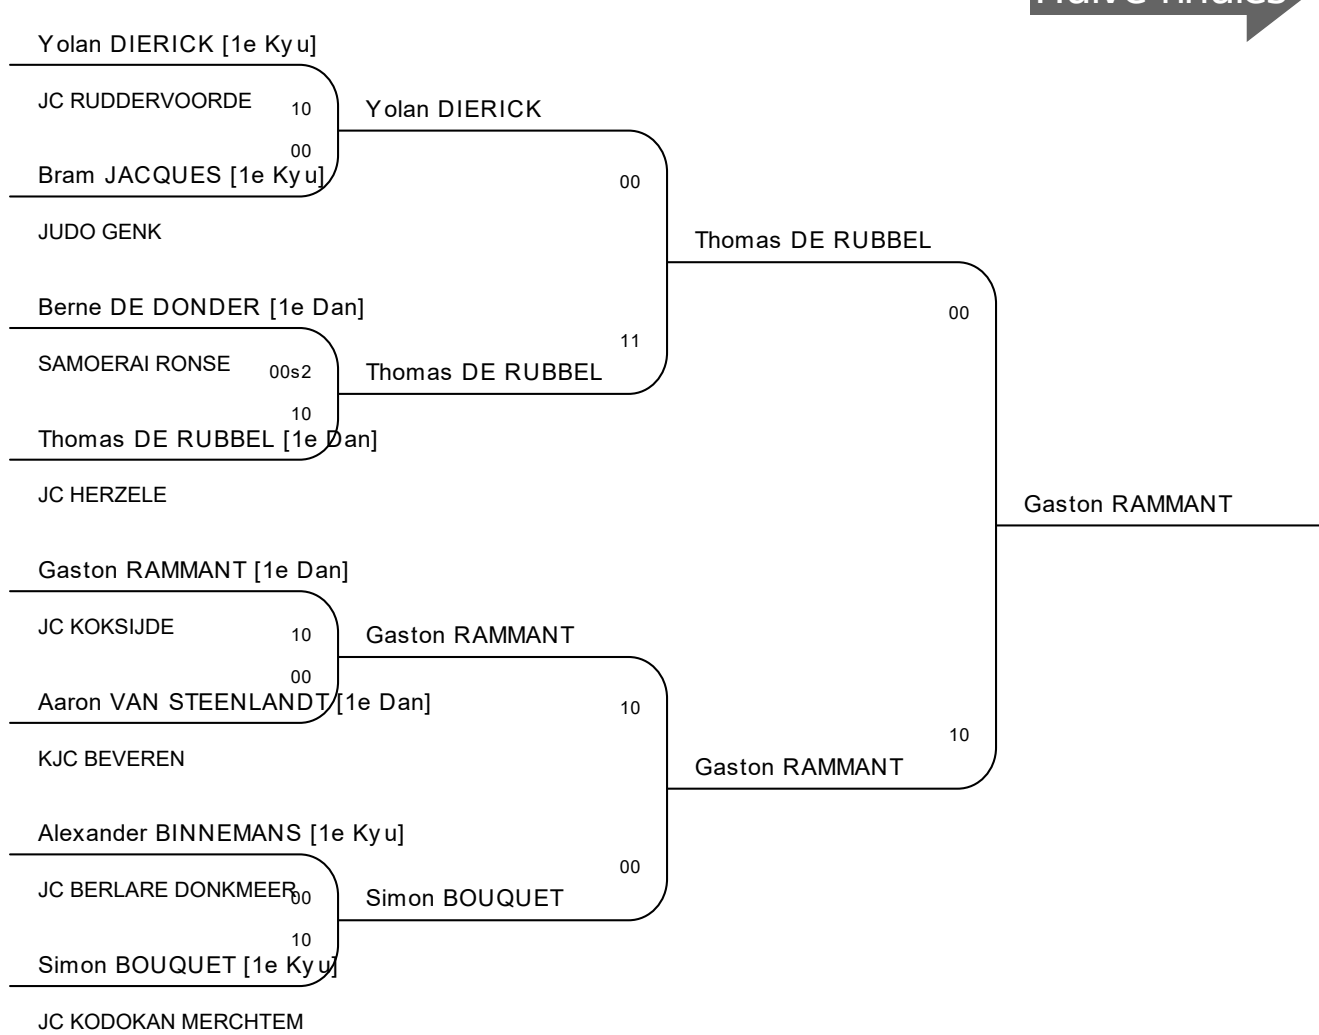 Yolan DIERICK [1e Kyu]
JC RUDDERVOORDE
10
Yolan DIERICK
00
Bram JACQUES [1e Kyu]
00
JUDO GENK
Thomas DE RUBBEL
Berne DE DONDER [1e Dan]
00
SAMOERAI RONSE
00s2
11
Thomas DE RUBBEL
10
Thomas DE RUBBEL [1e Dan]
JC HERZELE
Gaston RAMMANT
Gaston RAMMANT [1e Dan]
JC KOKSIJDE
10
Gaston RAMMANT
00
Aaron VAN STEENLANDT [1e Dan]
10
KJC BEVEREN
10
Gaston RAMMANT
Alexander BINNEMANS [1e Kyu]
JC BERLARE DONKMEER
00
00
Simon BOUQUET
10
Simon BOUQUET [1e Kyu]
JC KODOKAN MERCHTEM